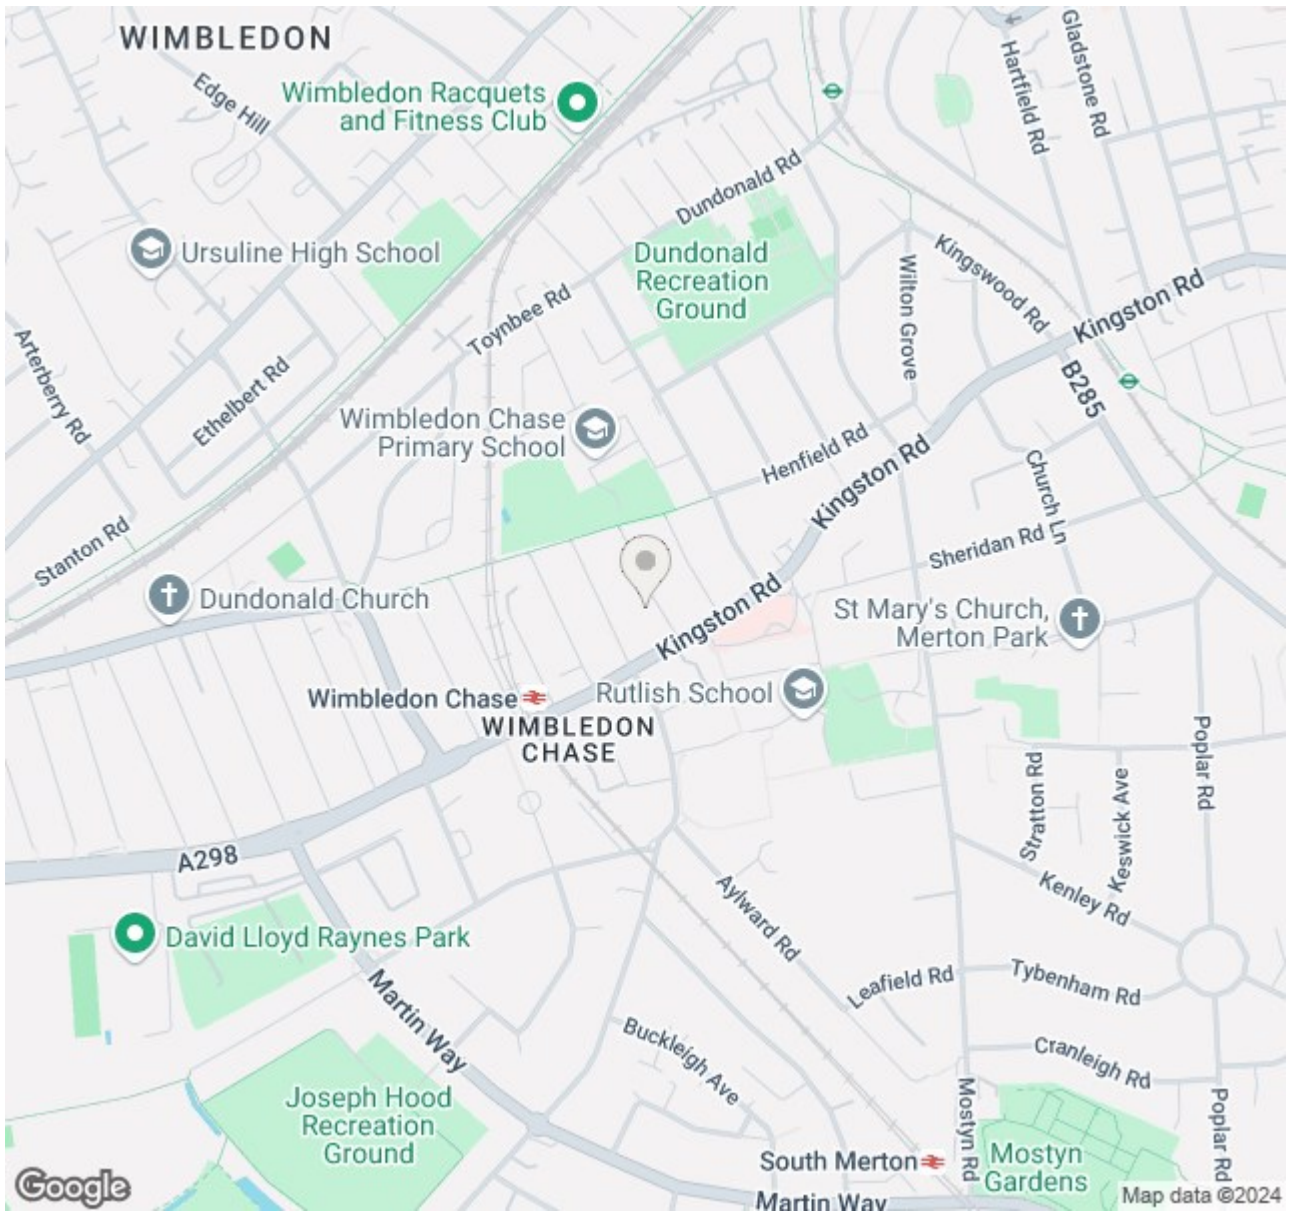 WIMBLEDON
Edge Hill
Wimbledon Racquets
and Fitness Club
Hartfield Rd
Gladstone Rd
Dundonald Rd
Ursuline High School
Dundonald
Recreation
Ground
Wilton Grove
Kingswood Rd
Kingston Rd
Toynbee Rd
Arterberry Rd
Ethelbert Rd
B285
Wimbledon Chase
Primary School
Henfield Rd
Kingston Rd
Church Ln
Stanton Rd
Sheridan Rd
Dundonald Church
Kingston Rd
St Mary's Church,
Merton Park
Wimbledon Chase
Rutlish School
WIMBLEDON
CHASE
Poplar Rd
Stratton Rd
Keswick Ave
A298
Aylward Rd
Kenley Rd
David Lloyd Raynes Park
Martin Way
Leafield Rd
Tybenham Rd
Buckleigh Ave
Cranleigh Rd
Joseph Hood
Recreation
Ground
Mostyn Rd
Poplar Rd
South Merton
Mostyn
Gardens
Martin Way
Google
Map data ©2024